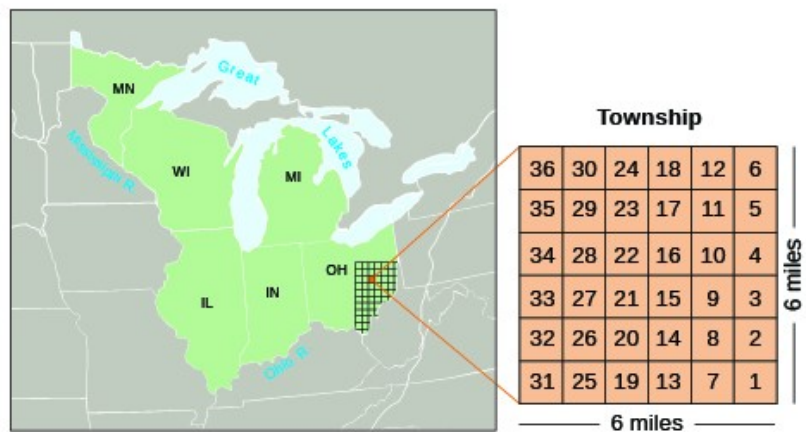 MN
Great
Lakes
Mississippi R.
WI
MI
OH
IL
IN
Ohio R.
Township
36 30 24 18 12 6
35 29 23 17 11 5
34 28 22 16 10 4
33 27 21 15 9 3
32 26 20 14 8 2
31 25 19 13 7 1
6 miles
6 miles